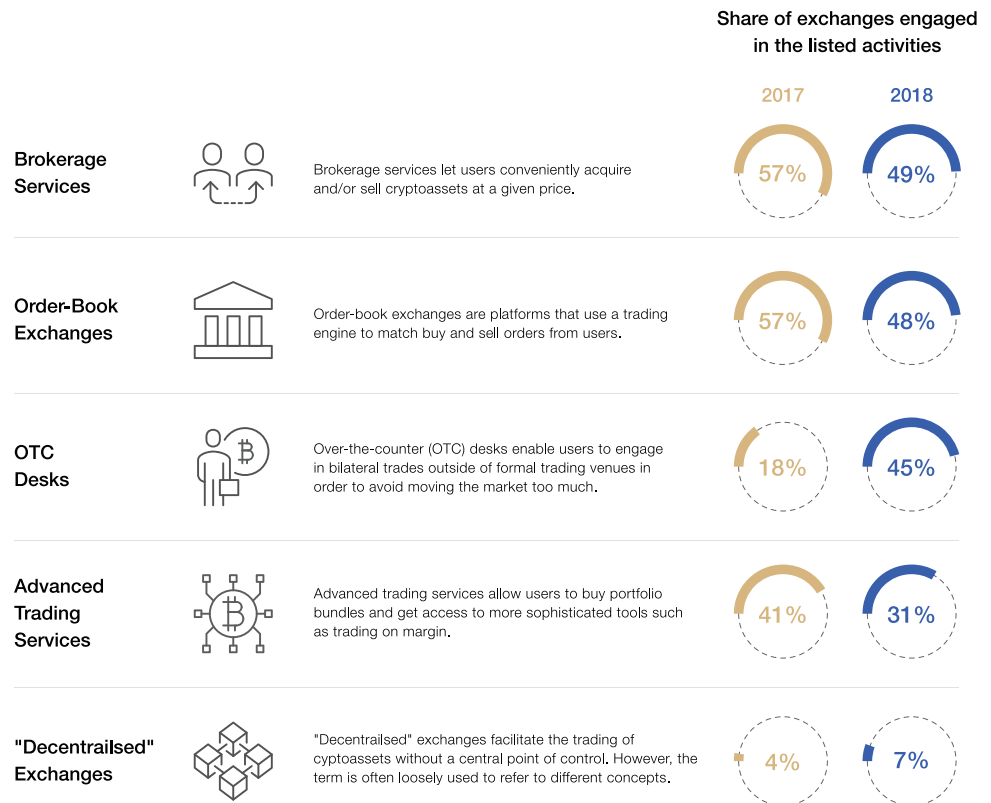 Share of exchanges engaged
in the listed activities
2017
2018
Brokerage
Services
Brokerage services let users conveniently acquire
and/or sell cryptoassets at a given price.
57%
49%
Order-Book
Exchanges
Order-book exchanges are platforms that use a trading
engine to match buy and sell orders from users.
57%
48%
OTC
Desks
Over-the-counter (OTC) desks enable users to engage
in bilateral trades outside of formal trading venues in
order to avoid moving the market too much.
18%
45%
Advanced
Trading
Services
Advanced trading services allow users to buy portfolio
bundles and get access to more sophisticated tools such
as trading on margin.
41%
31%
"Decentrailsed"
Exchanges
"Decentrailsed" exchanges facilitate the trading of
cyptoassets without a central point of control. However, the
term is often loosely used to refer to different concepts.
4%
7%